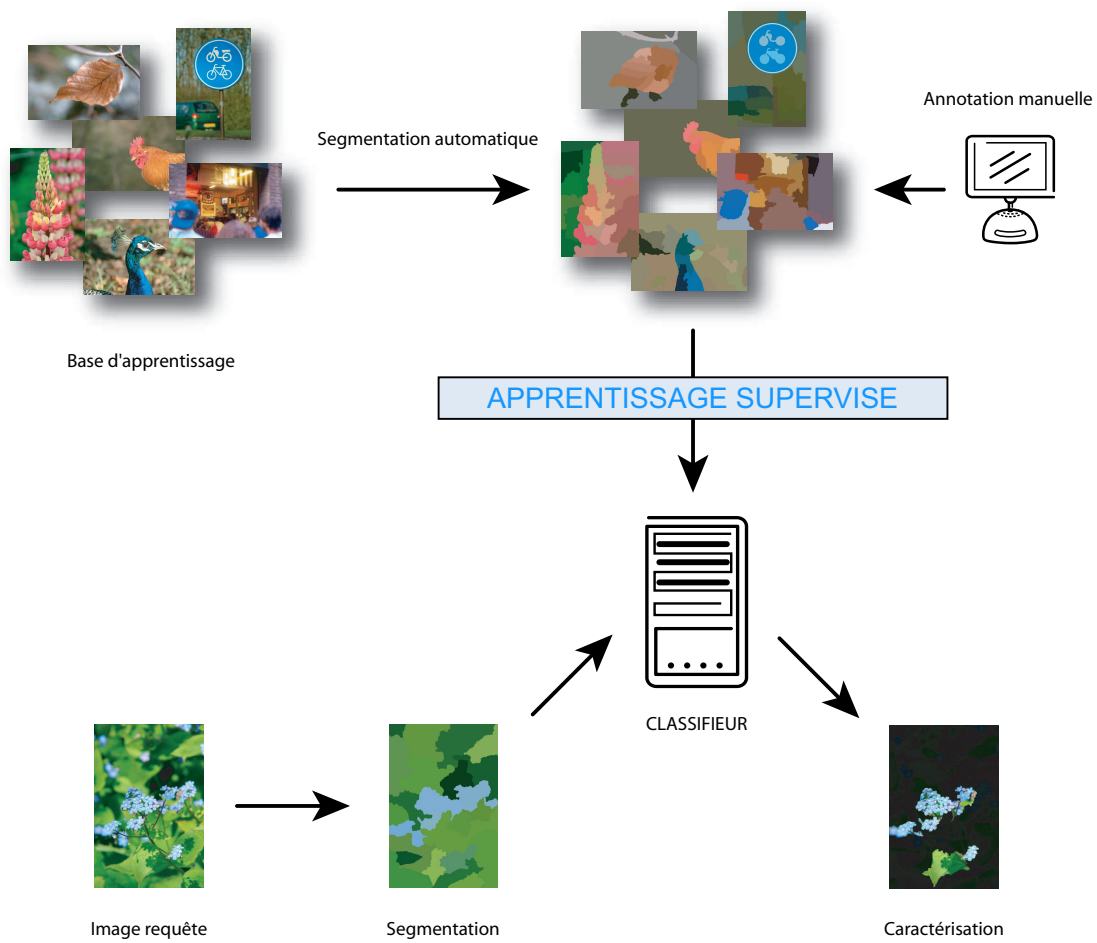 Annotation manuelle
Segmentation automatique
Base d'apprentissage
APPRENTISSAGE SUPERVISE
CLASSIFIEUR
Image requête
Segmentation
Caractérisation